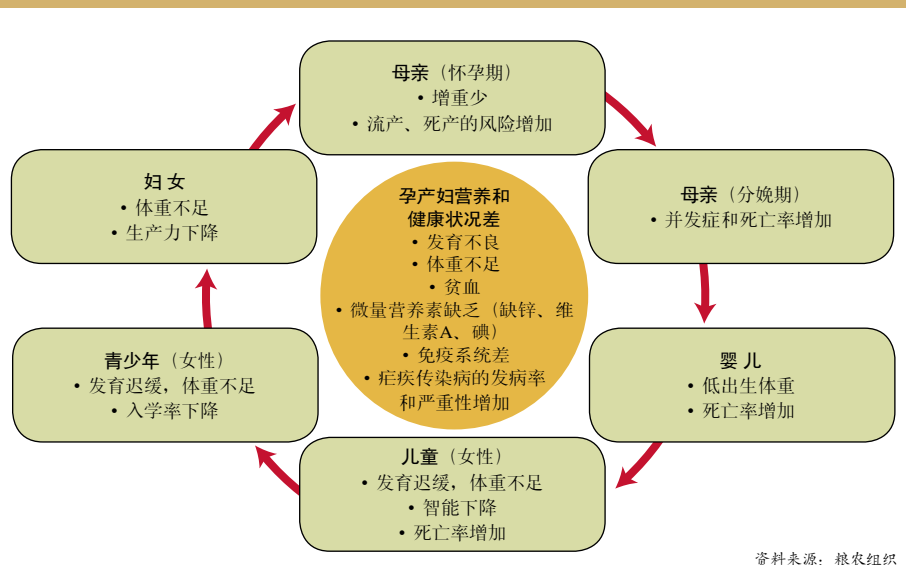 母亲（怀孕期）
• 增重少
• 流产、死产的风险增加
母亲（分娩期）
• 并发症和死亡率增加
婴儿
• 低出生体重
• 死亡率增加
儿童（女性）
• 发育迟缓，体重不足
• 智能下降
• 死亡率增加
青少年（女性）
• 发育迟缓，体重不足
• 入学率下降
妇女
• 体重不足
• 生产力下降
孕产妇营养和
健康状况差
• 发育不良
• 体重不足
• 贫血
• 微量营养素缺乏（缺锌、维
生素A、碘）
• 免疫系统差
• 疟疾传染病的发病率
和严重性增加
资料来源：粮农组织